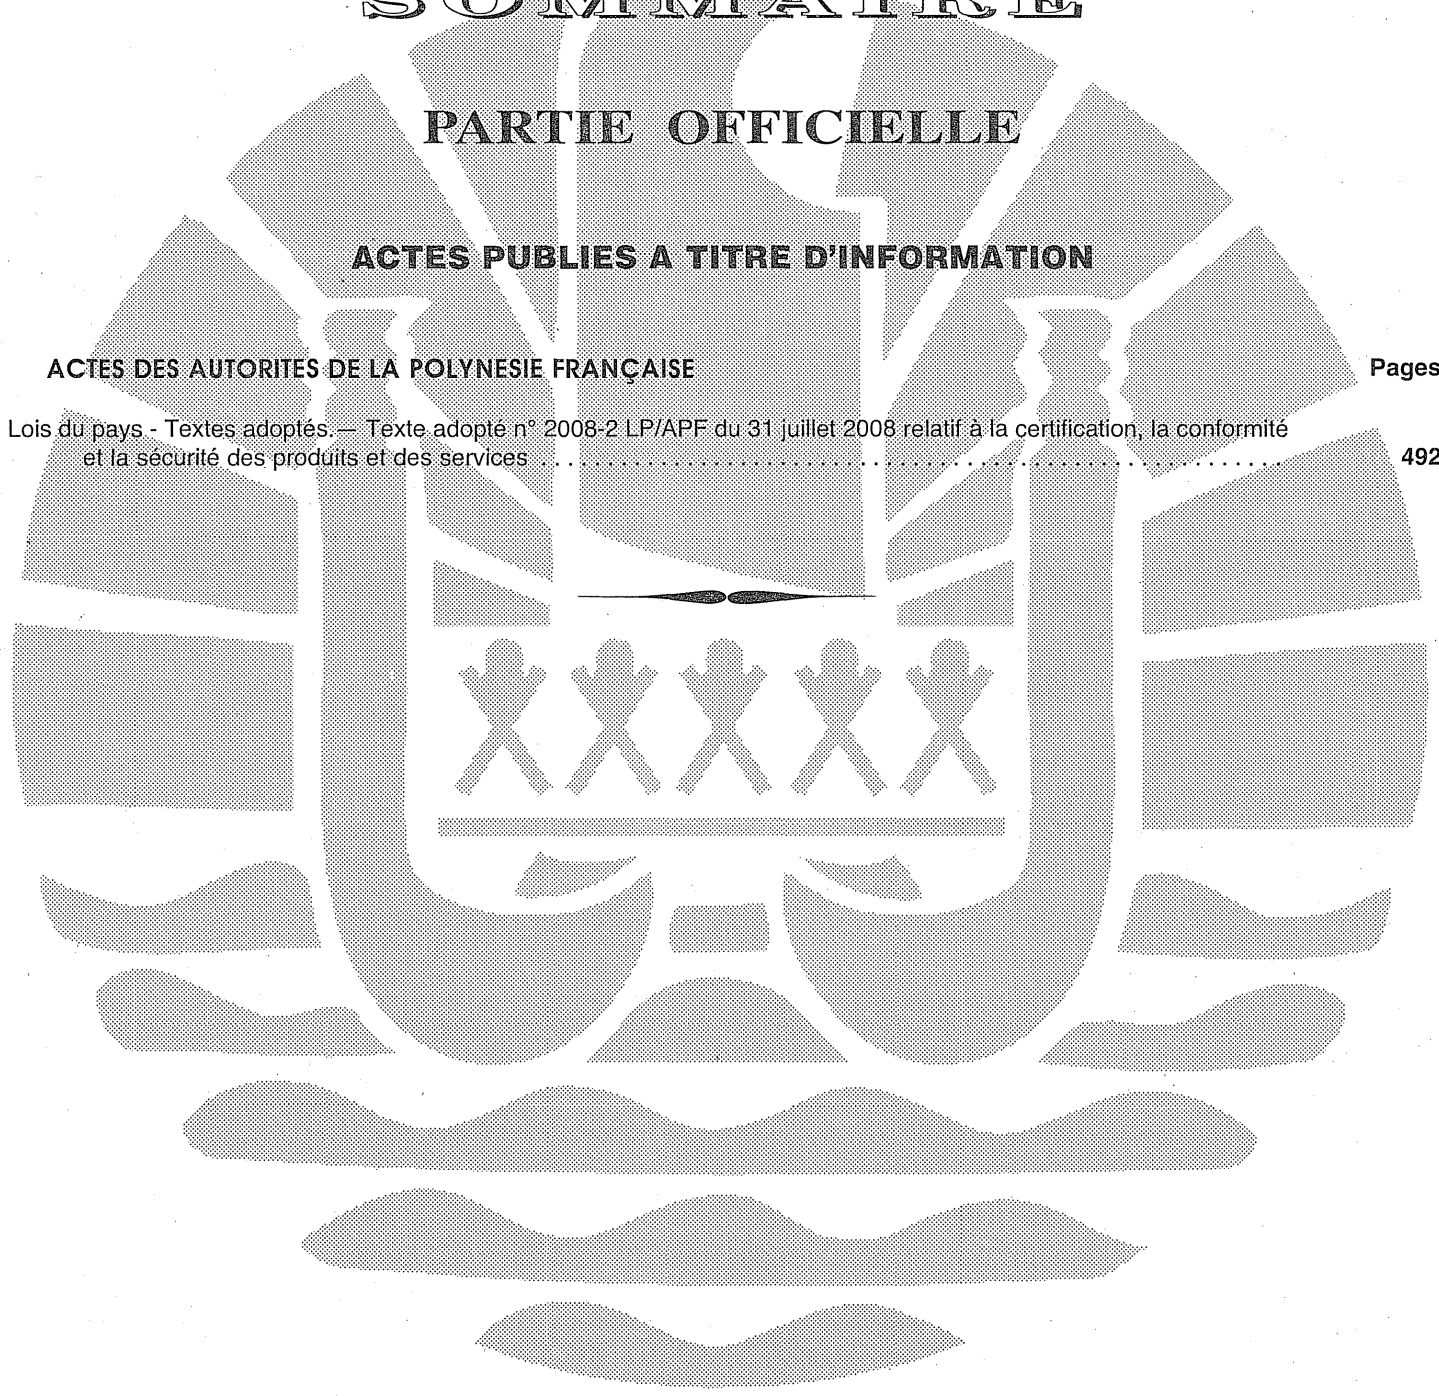 SOMMAIRE
PARTIE OFFICIELLE
ACTES PUBLIES A TITRE D'INFORMATION
ACTES DES AUTORITES DE LA POLYNESIE FRANÇAISE Pages
Lois du pays - Textes adoptés.— Texte adopté n° 2008-2 LP/APF du 31 juillet 2008 relatif à la certification, la conformité
et la sécurité des produits et des services ........................................................ 492